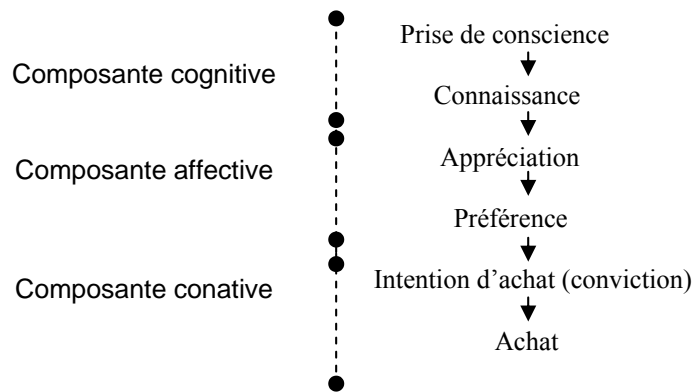 Prise de conscience
Composante cognitive
Connaissance
Appréciation
Composante affective
Préférence
Intention d’achat (conviction)
Composante conative
Achat